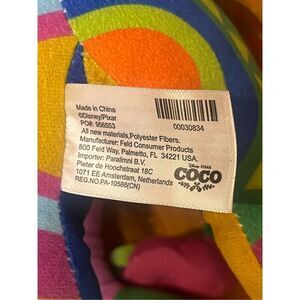 Made in China
©Disney/Pixar
PO#: 956553
00030834
All new materials,Polyester Fibers.
Manufacturer: Feld Consumer Products
800 Feld Way, Palmetto, FL 34221 USA.
Importer: Paralimni B.V.
Pieter de Hoochstraat 18C
1071 EE Amsterdam, Netherlands
REG.NO.PA-10588(CN)
DISNEY·PIXAR
COCO